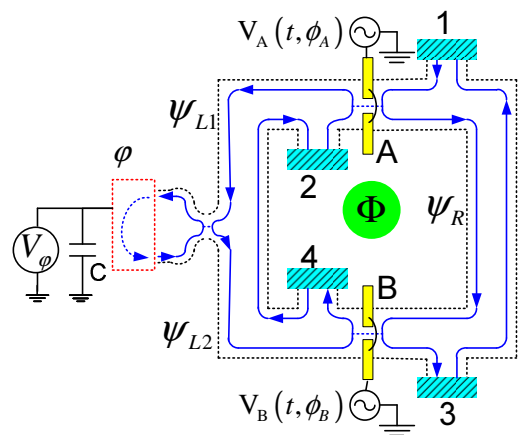 V_A(t, ϕ_A)
1
ψ_L1
A
φ
2
Φ
ψ_R
V_φ
C
4
B
ψ_L2
V_B(t, ϕ_B)
3